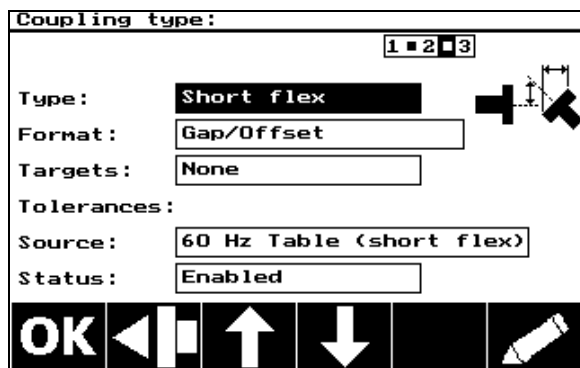 Coupling type:
1 2 3
Type: Short flex
Format: Gap/Offset
Targets: None
Tolerances:
Source: 60 Hz Table (short flex)
Status: Enabled
OK